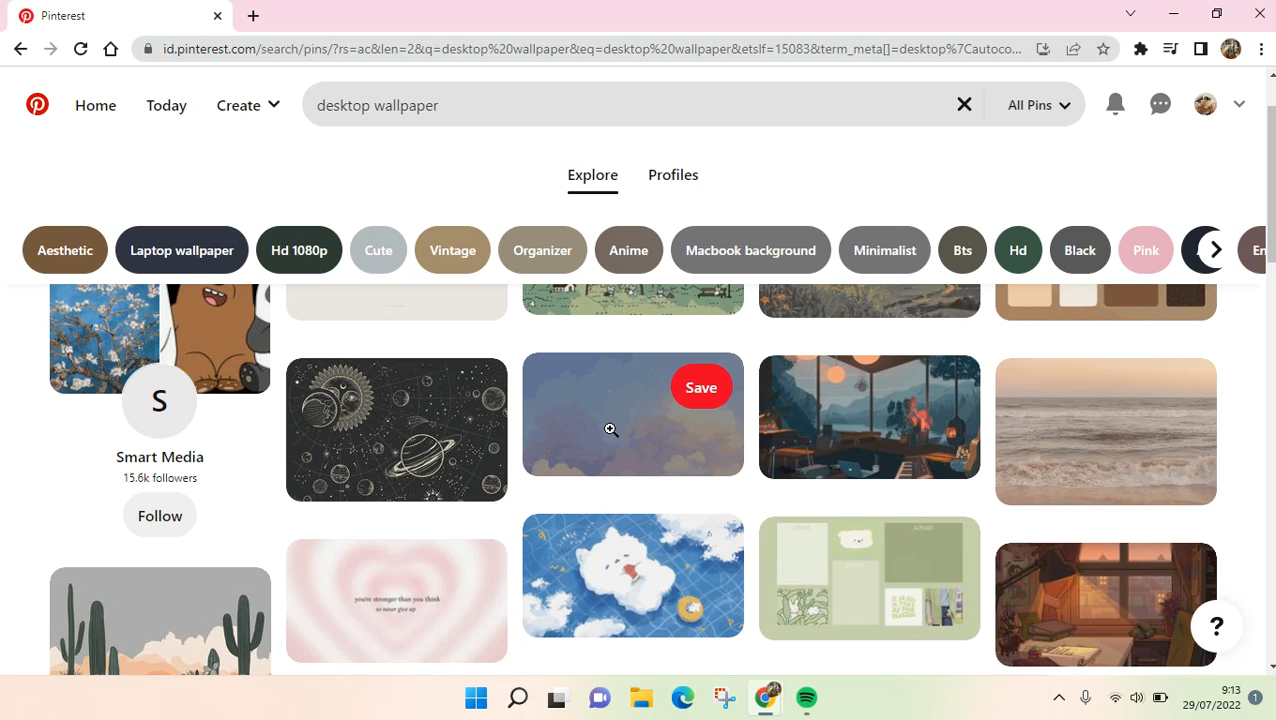 Pinterest
id.pinterest.com/search/pins/?rs=ac&len=2&q=desktop%20wallpaper&eq=desktop%20wallpaper&etslf=15083&term_meta[]=desktop%7Cautoco...
Home
Today
Create
desktop wallpaper
All Pins
Explore
Profiles
Aesthetic
Laptop wallpaper
Hd 1080p
Cute
Vintage
Organizer
Anime
Macbook background
Minimalist
Bts
Hd
Black
Pink
En
S
Save
Smart Media
15.6k followers
Follow
you're stronger than you think
so never give up
?
9:13
29/07/2022
1